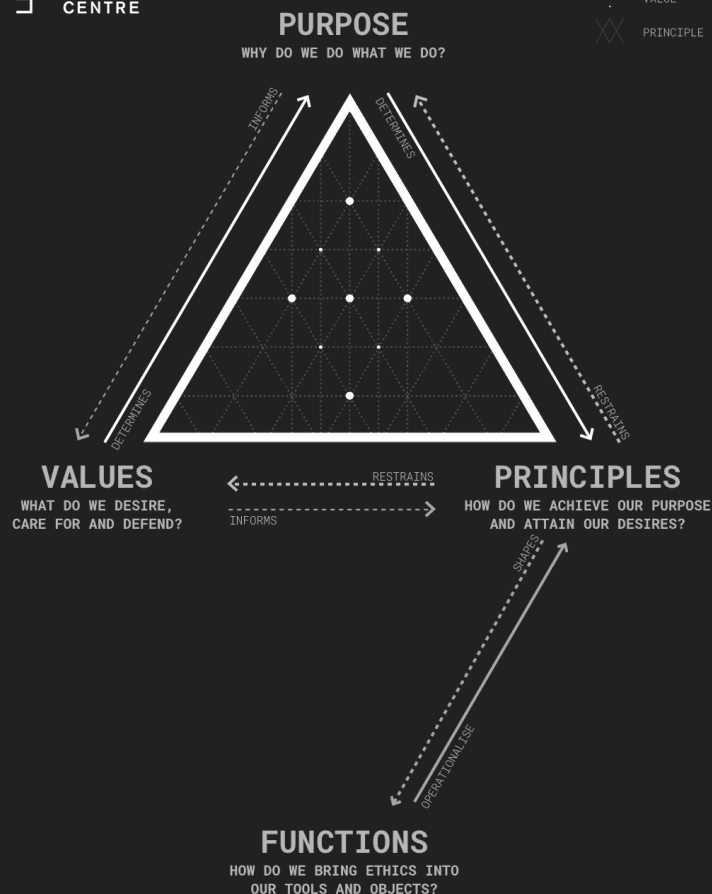 CENTRE
PURPOSE
WHY DO WE DO WHAT WE DO?
PRINCIPLE
INFORMS
DETERMINES
DETERMINES
RESTRAINS
VALUES
WHAT DO WE DESIRE,
CARE FOR AND DEFEND?
RESTRAINS
INFORMS
PRINCIPLES
HOW DO WE ACHIEVE OUR PURPOSE
AND ATTAIN OUR DESIRES?
SHAPES
OPERATIONALISE
FUNCTIONS
HOW DO WE BRING ETHICS INTO
OUR TOOLS AND OBJECTS?